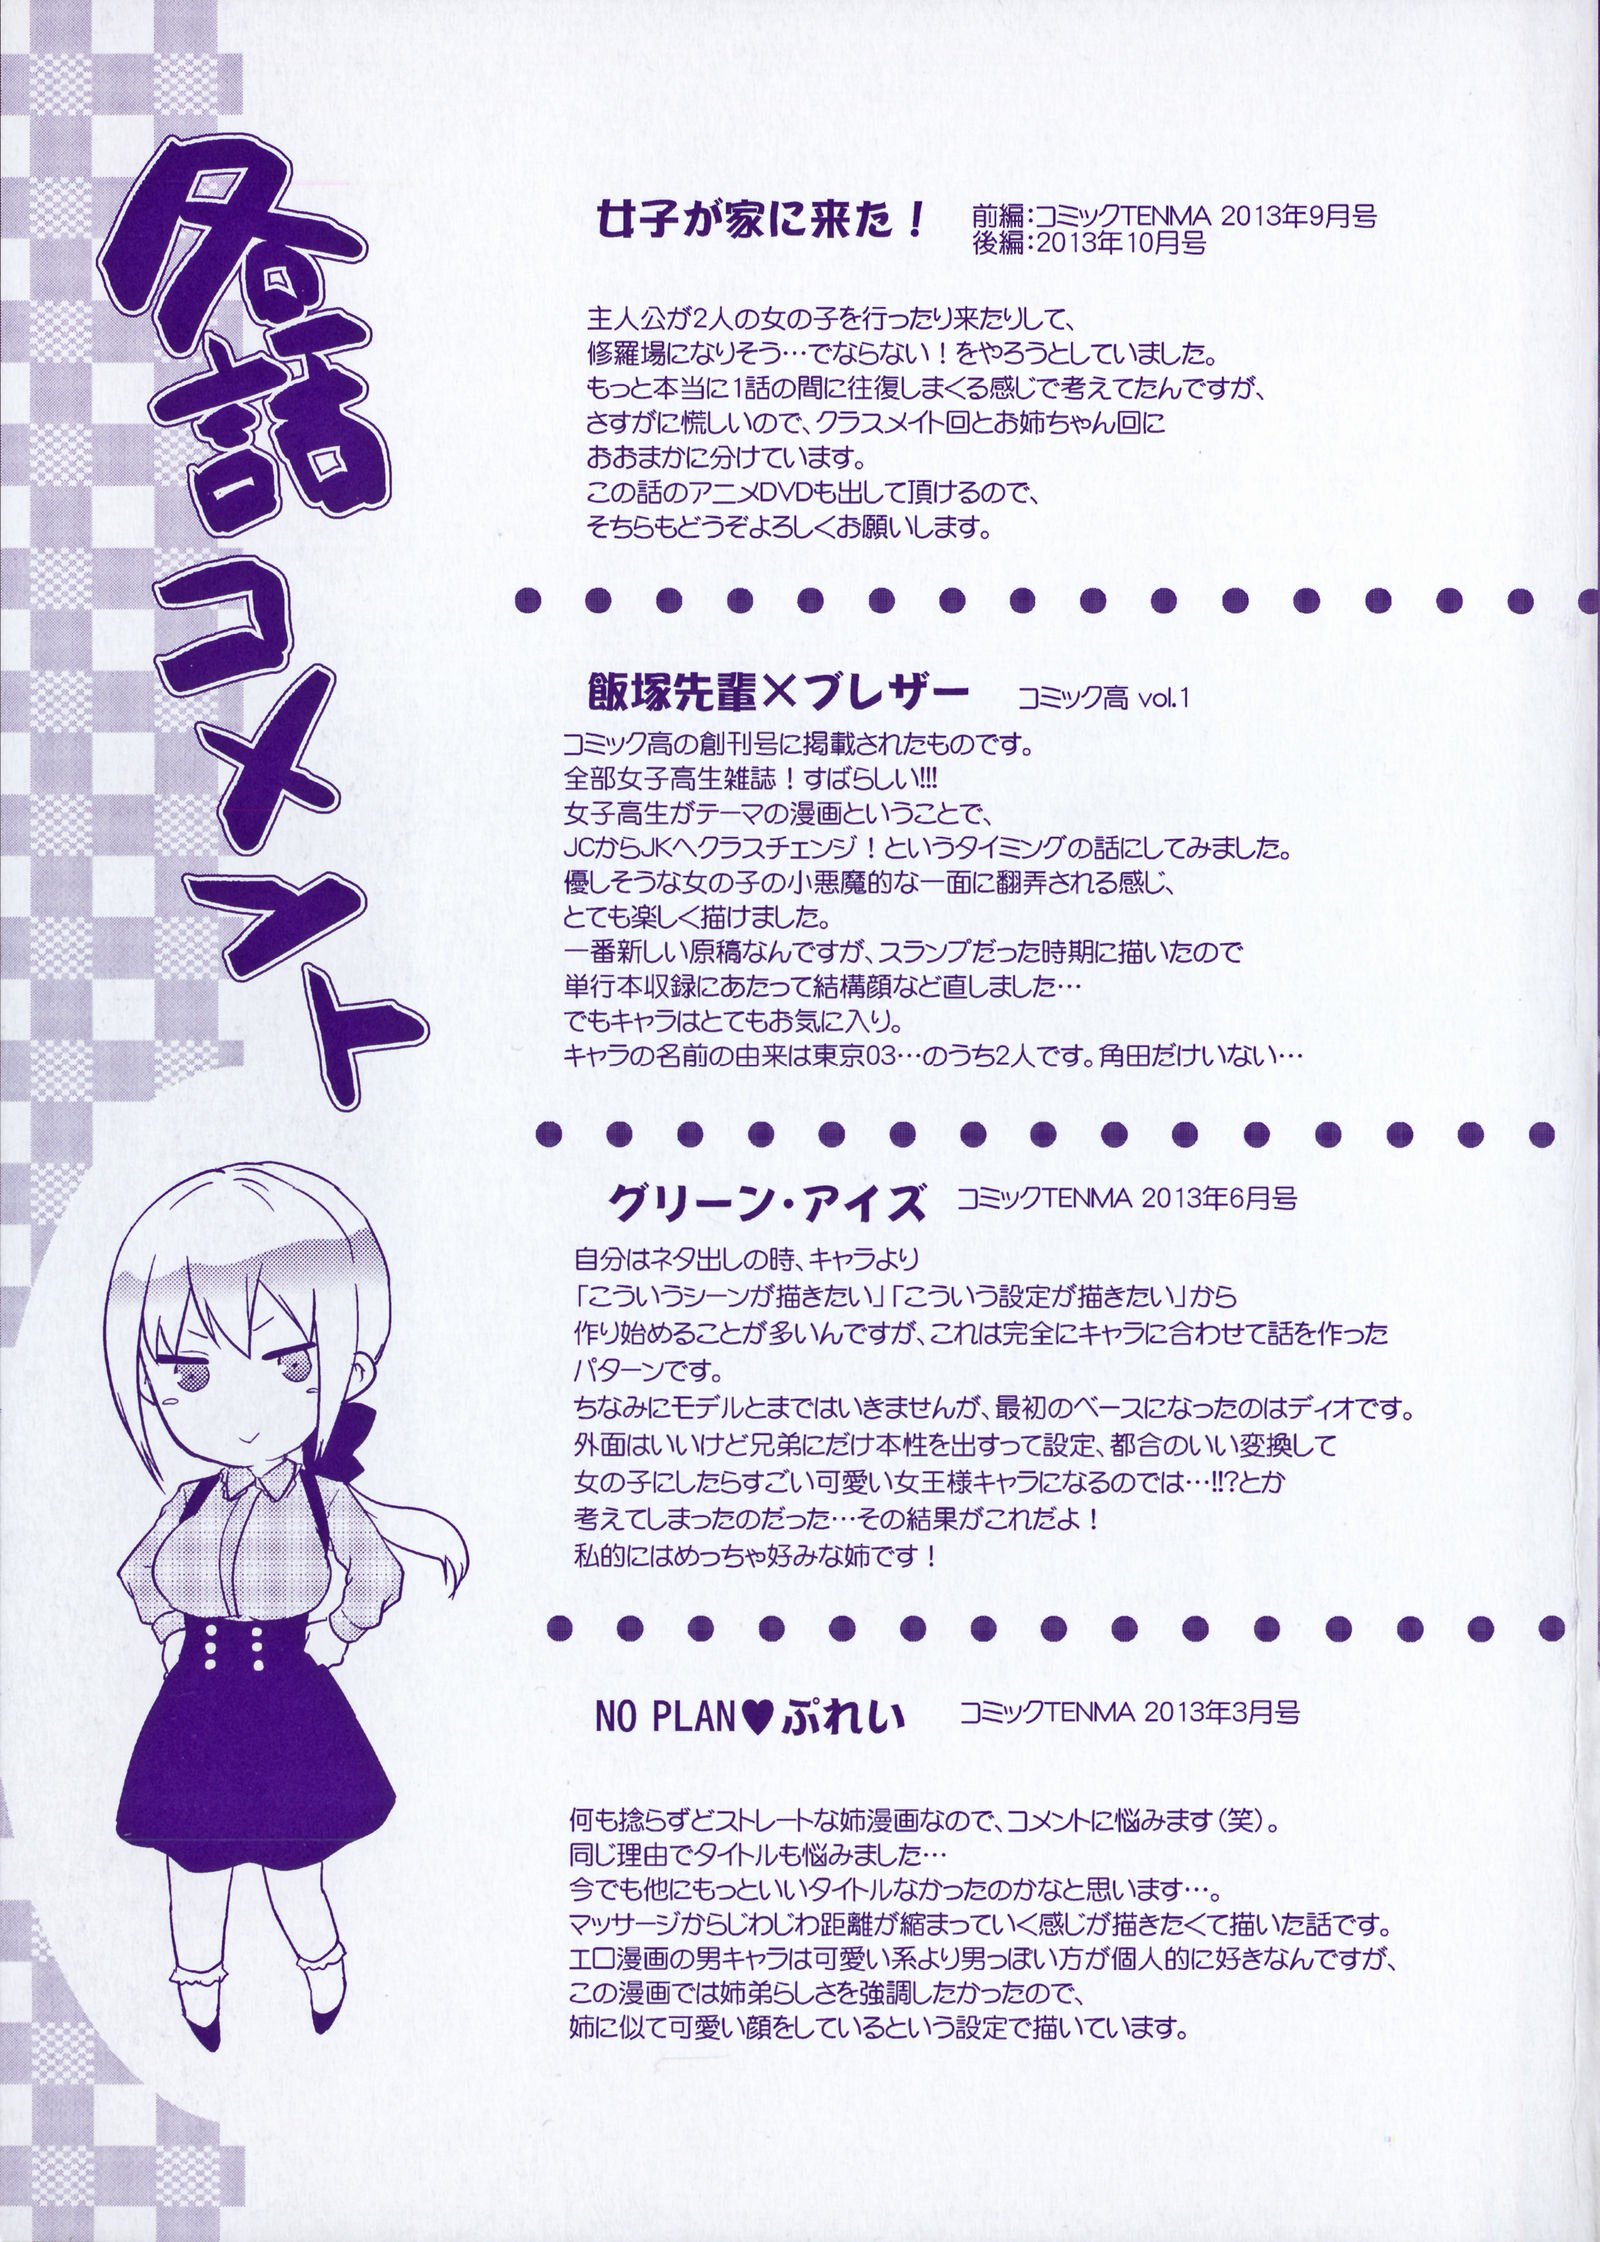 各話コメント
女子が家に来た！
前編：コミックTENMA 2013年9月号
後編：2013年10月号
主人公が2人の女の子を行ったり来たりして、
修羅場になりそう…でならない！をやろうとしていました。
もっと本当に1話の間に往復しまくる感じで考えてたんですが、
さすがに慌しいので、クラスメイト回とお姉ちゃん回に
おおまかに分けています。
この話のアニメDVDも出して頂けるので、
そちらもどうぞよろしくお願いします。
飯塚先輩×ブレザー
コミック高 vol.1
コミック高の創刊号に掲載されたものです。
全部女子高生雑誌！すばらしい!!!
女子高生がテーマの漫画ということで、
JCからJKへクラスチェンジ！というタイミングの話にしてみました。
優しそうな女の子の小悪魔的な一面に翻弄される感じ、
とても楽しく描けました。
一番新しい原稿なんですが、スランプだった時期に描いたので
単行本収録にあたって結構顔など直しました…
でもキャラはとてもお気に入り。
キャラの名前の由来は東京03…のうち2人です。角田だけいない…
グリーン・アイズ
コミックTENMA 2013年6月号
自分はネタ出しの時、キャラより
「こういうシーンが描きたい」「こういう設定が描きたい」から
作り始めることが多いんですが、これは完全にキャラに合わせて話を作った
パターンです。
ちなみにモデルとまではいきませんが、最初のベースになったのはディオです。
外面はいいけど兄弟にだけ本性を出すって設定、都合のいい変換して
女の子にしたらすごい可愛い女王様キャラになるのでは…!!?とか
考えてしまったのだった…その結果がこれだよ！
私的にはめっちゃ好みな姉です！
NO PLAN♥ぷれい
コミックTENMA 2013年3月号
何も捻らずどストレートな姉漫画なので、コメントに悩みます（笑）。
同じ理由でタイトルも悩みました…
今でも他にもっといいタイトルなかったのかなと思います…。
マッサージからじわじわ距離が縮まっていく感じが描きたくて描いた話です。
エロ漫画の男キャラは可愛い系より男っぽい方が個人的に好きなんですが、
この漫画では姉弟らしさを強調したかったので、
姉に似て可愛い顔をしているという設定で描いています。